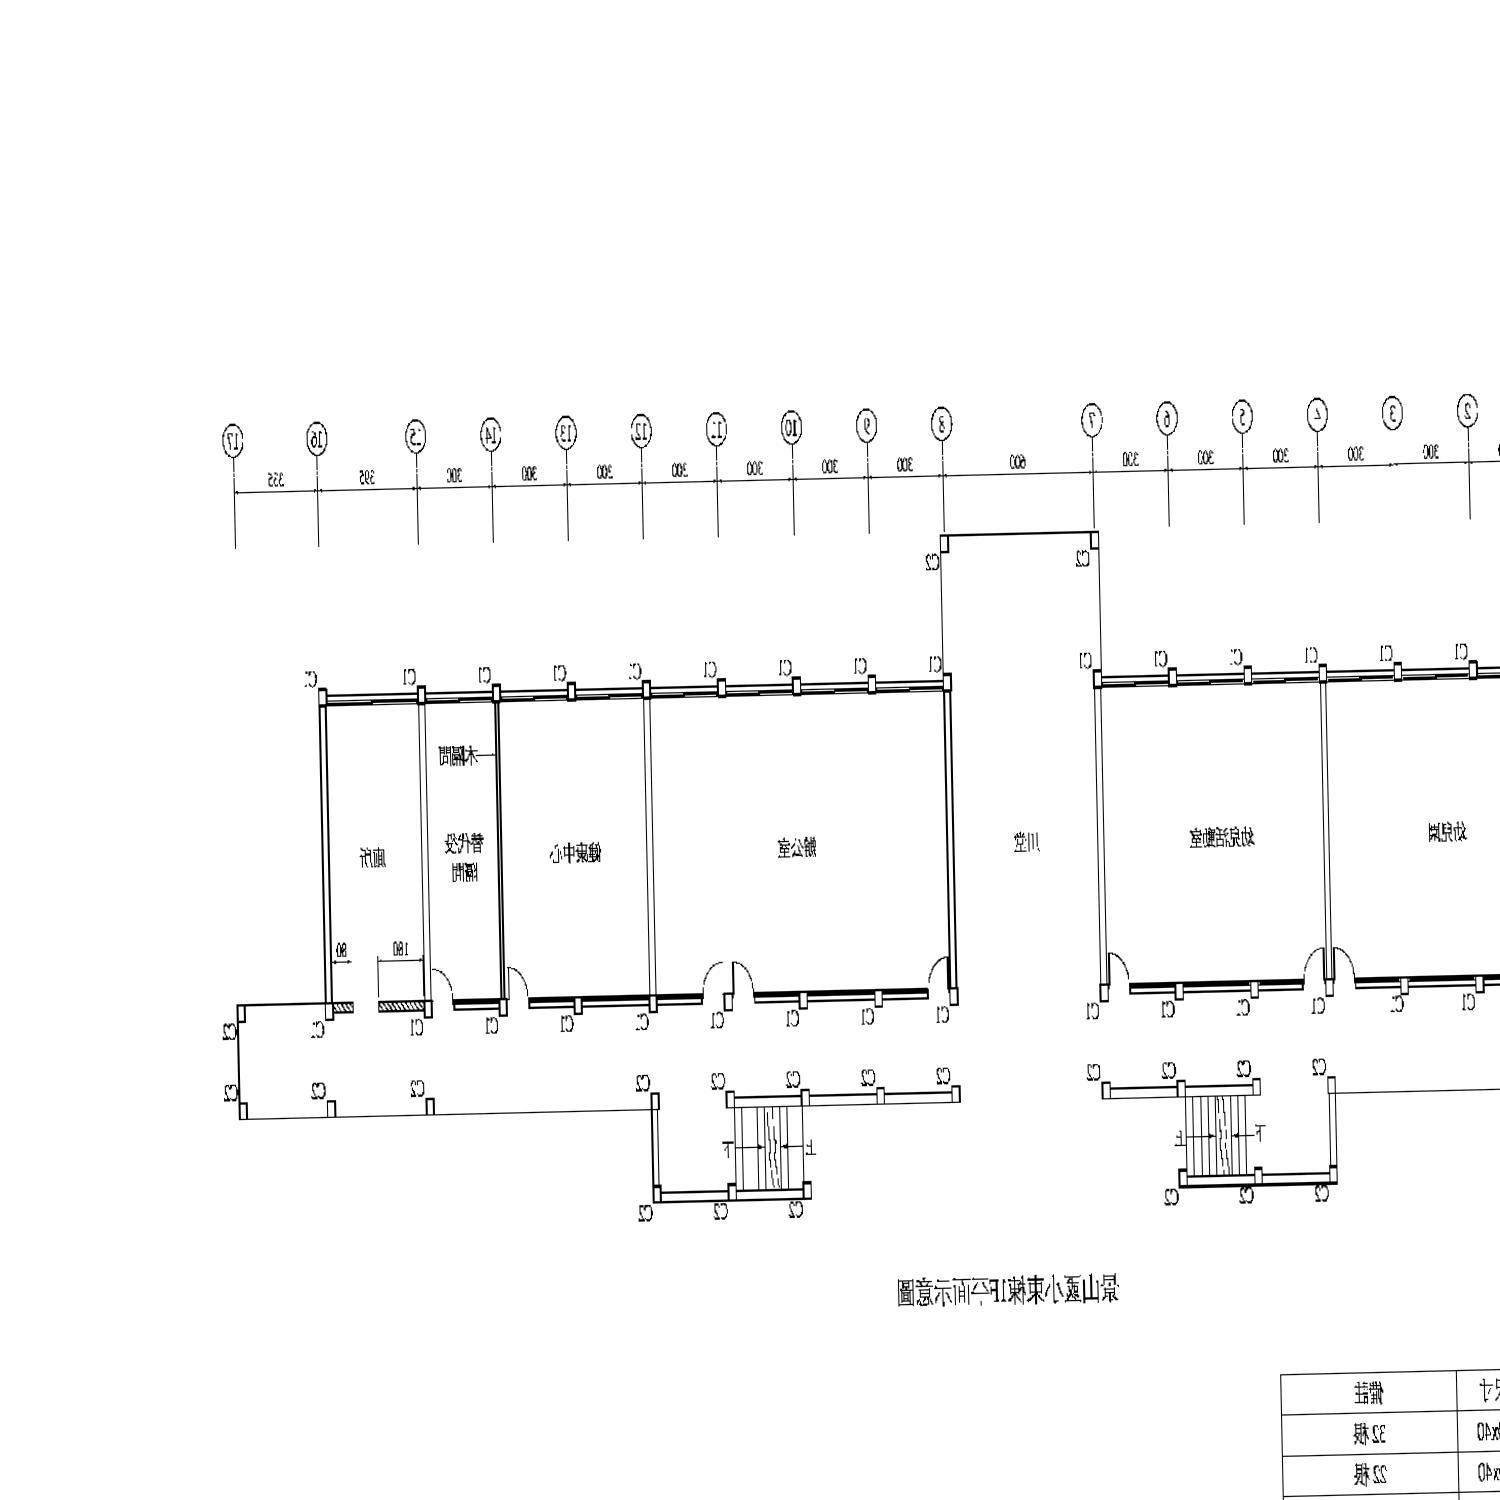 2 3 4 5 6 7 8 9 10 11 12 13 14 15 16 17
300 300 300 300 300 600 300 300 300 300 300 300 300 395 335
C2 C2
C1 C1 C1 C1 C1 C1 C1 C1 C1 C1 C1 C1 C1 C1 C1
木隔間
幼兒園 幼兒活動室 川堂 辦公室 健康中心 替代役 廁所
隔間
180 80
C1 C1 C1 C1 C1 C1 C1 C1 C1 C1 C1 C1 C1 C1 C1 C2
C2 C2 C2 C2 C2 C2 C2 C2 C2 C2 C2 C2
下 上 上 下
C2 C2 C2 C2 C2 C2
景山國小東棟1F平面示意圖
尺寸 備註
x40 32根
x40 22根